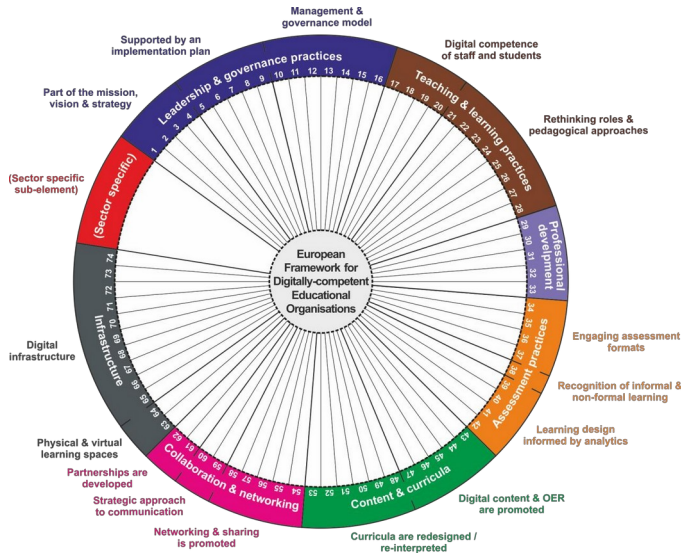 Management &
governance model
Supported by an
implementation plan
Digital competence
of staff and students
Part of the mission,
vision & strategy
Rethinking roles &
pedagogical approaches
(Sector specific
sub-element)
Leadership & governance practices
1 2 3 4 5 6 7 8 9 10 11 12 13 14 15 16
Teaching & learning practices
17 18 19 20 21 22 23 24 25 26 27 28
Professional
develpment
29 30 31 32 33
Assessment practices
34 35 36 37 38 39 40 41 42
Engaging assessment
formats
Recognition of informal &
non-formal learning
Learning design
informed by analytics
Content & curricula
43 44 45 46 47 48 49 50 51 52 53
Digital content & OER
are promoted
Curricula are redesigned /
re-interpreted
Collaboration & networking
54 55 56 57 58 59 60 61 62
Networking & sharing
is promoted
Strategic approach
to communication
Partnerships are
developed
Infrastructure
63 64 65 66 67 68 69 70 71 72 73 74
Physical & virtual
learning spaces
Digital
infrastructure
(Sector specific)
European
Framework for
Digitally-competent
Educational
Organisations